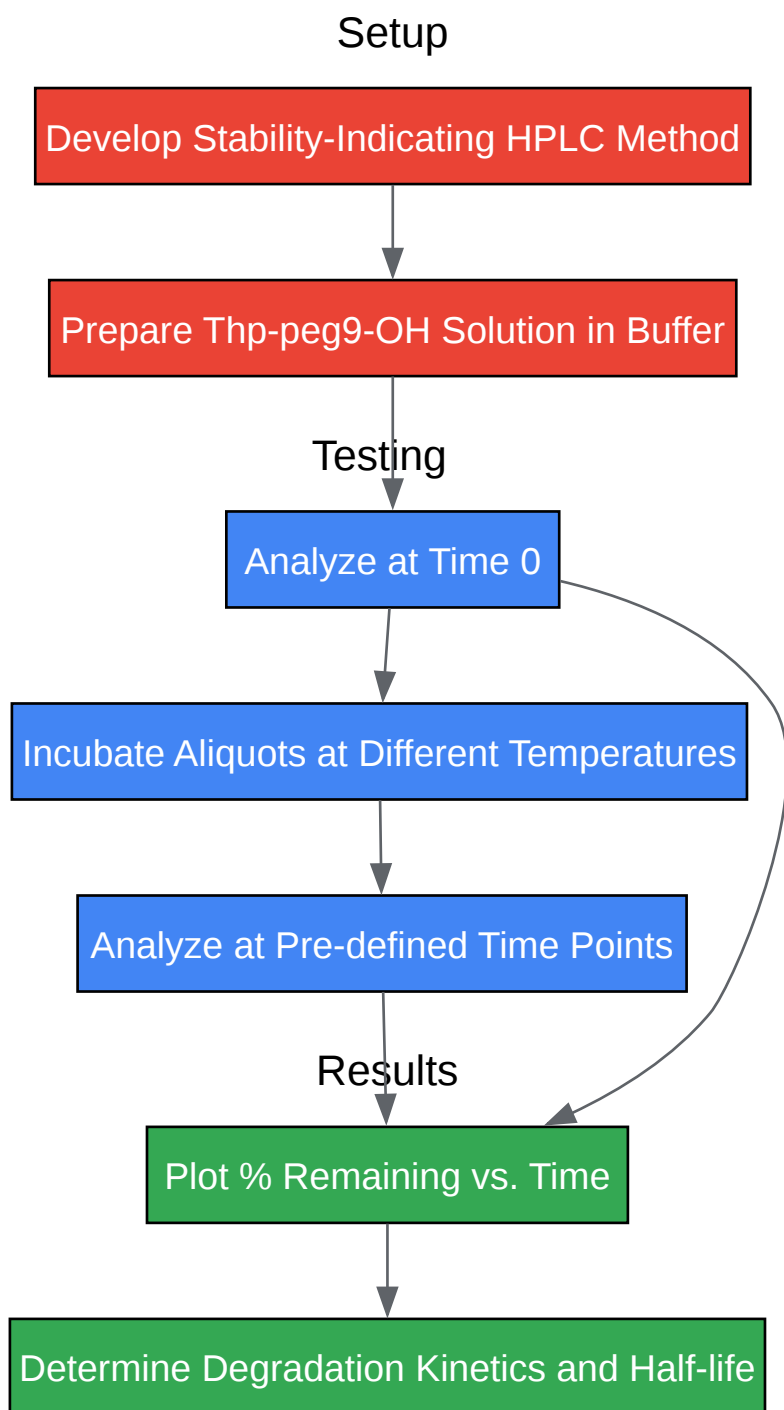 Setup
Develop Stability-Indicating HPLC Method
Prepare Thp-peg9-OH Solution in Buffer
Testing
Analyze at Time 0
Incubate Aliquots at Different Temperatures
Analyze at Pre-defined Time Points
Results
Plot % Remaining vs. Time
Determine Degradation Kinetics and Half-life